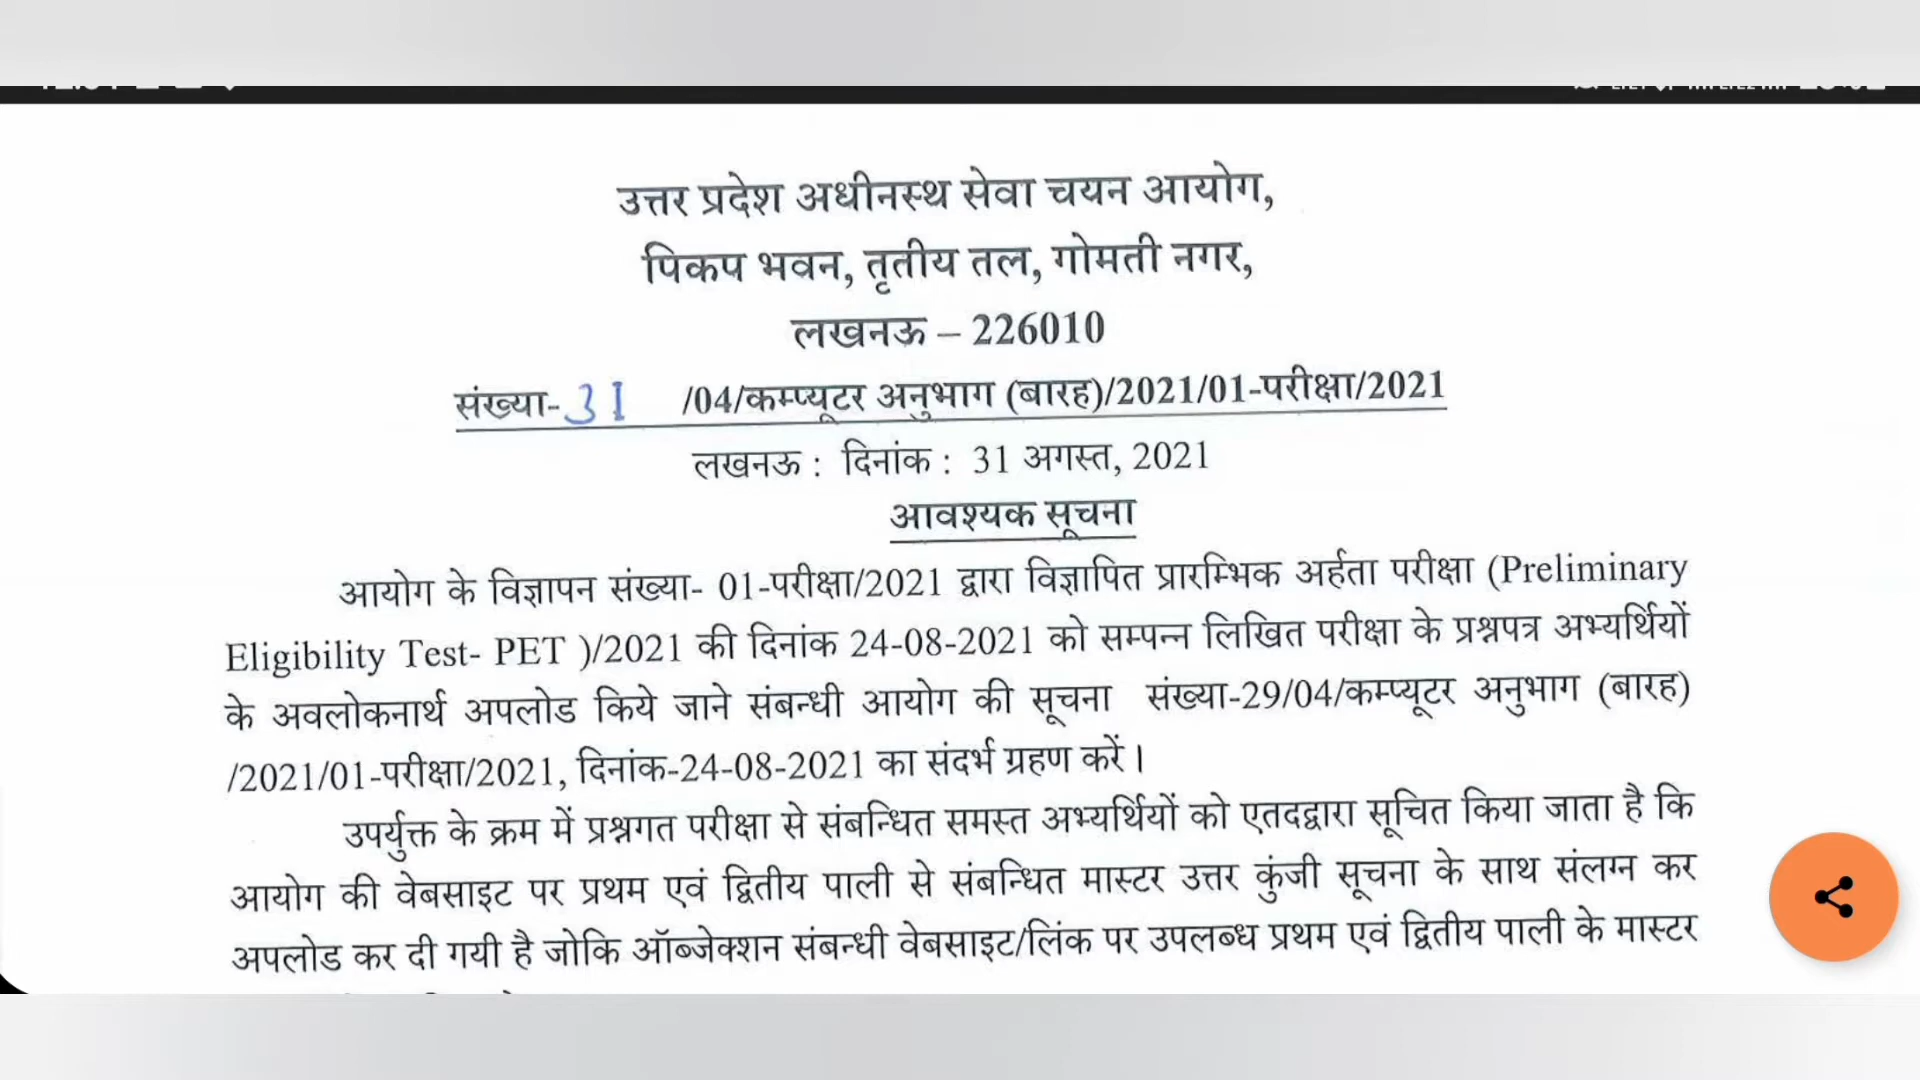 उत्तर प्रदेश अधीनस्थ सेवा चयन आयोग,
पिकप भवन, तृतीय तल, गोमती नगर,
लखनऊ – 226010
संख्या-31 /04/कम्प्यूटर अनुभाग (बारह)/2021/01-परीक्षा/2021
लखनऊ : दिनांक : 31 अगस्त, 2021
आवश्यक सूचना
आयोग के विज्ञापन संख्या- 01-परीक्षा/2021 द्वारा विज्ञापित प्रारम्भिक अर्हता परीक्षा (Preliminary
Eligibility Test- PET )/2021 की दिनांक 24-08-2021 को सम्पन्न लिखित परीक्षा के प्रश्नपत्र अभ्यर्थियों
के अवलोकनार्थ अपलोड किये जाने संबन्धी आयोग की सूचना संख्या-29/04/कम्प्यूटर अनुभाग (बारह)
/2021/01-परीक्षा/2021, दिनांक-24-08-2021 का संदर्भ ग्रहण करें।
उपर्युक्त के क्रम में प्रश्नगत परीक्षा से संबन्धित समस्त अभ्यर्थियों को एतदद्वारा सूचित किया जाता है कि
आयोग की वेबसाइट पर प्रथम एवं द्वितीय पाली से संबन्धित मास्टर उत्तर कुंजी सूचना के साथ संलग्न कर
अपलोड कर दी गयी है जोकि ऑब्जेक्शन संबन्धी वेबसाइट/लिंक पर उपलब्ध प्रथम एवं द्वितीय पाली के मास्टर